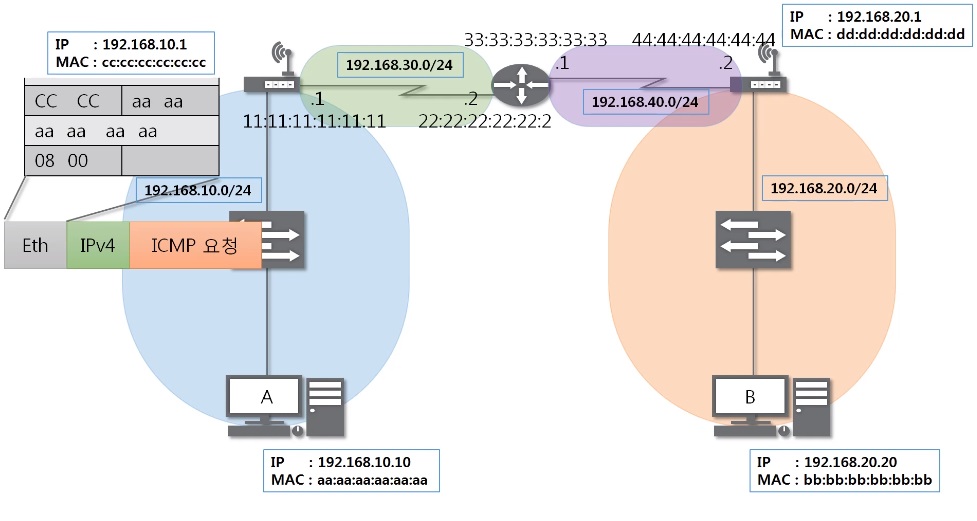 IP : 192.168.10.1
MAC : cc:cc:cc:cc:cc:cc
IP : 192.168.20.1
MAC : dd:dd:dd:dd:dd:dd
33:33:33:33:33:33
44:44:44:44:44:44
192.168.30.0/24
.1
.2
.1
.2
192.168.40.0/24
11:11:11:11:11:11
22:22:22:22:22:2
CC CC aa aa
aa aa aa aa
08 00
192.168.10.0/24
192.168.20.0/24
Eth IPv4 ICMP 요청
A
B
IP : 192.168.10.10
MAC : aa:aa:aa:aa:aa:aa
IP : 192.168.20.20
MAC : bb:bb:bb:bb:bb:bb